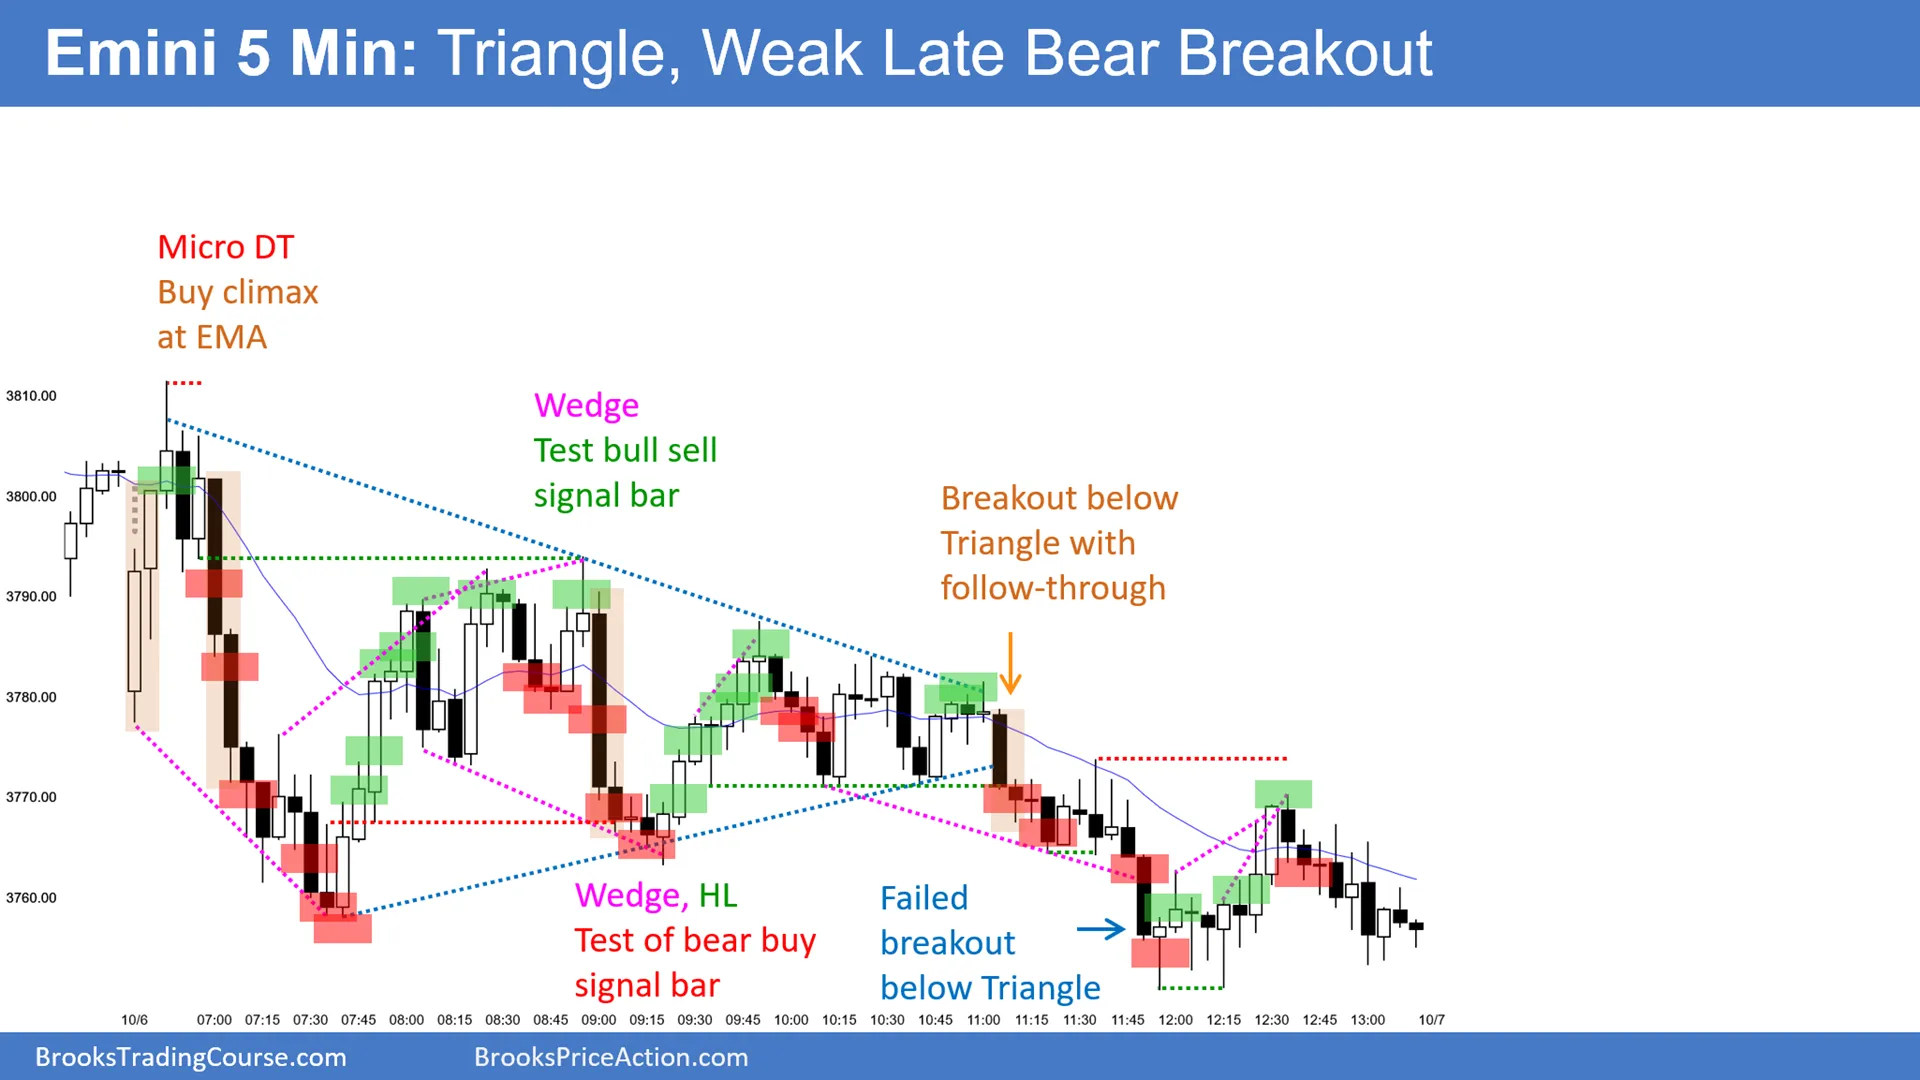 Emini 5 Min: Triangle, Weak Late Bear Breakout
Micro DT
Buy climax
at EMA
Wedge
Test bull sell
signal bar
Breakout below
Triangle with
follow-through
3810.00
3800.00
3790.00
3780.00
3770.00
3760.00
Wedge, HL
Test of bear buy
signal bar
Failed
breakout
below Triangle
10/6 07:00 07:15 07:30 07:45 08:00 08:15 08:30 08:45 09:00 09:15 09:30 09:45 10:00 10:15 10:30 10:45 11:00 11:15 11:30 11:45 12:00 12:15 12:30 12:45 13:00 10/7
BrooksTradingCourse.com BrooksPriceAction.com